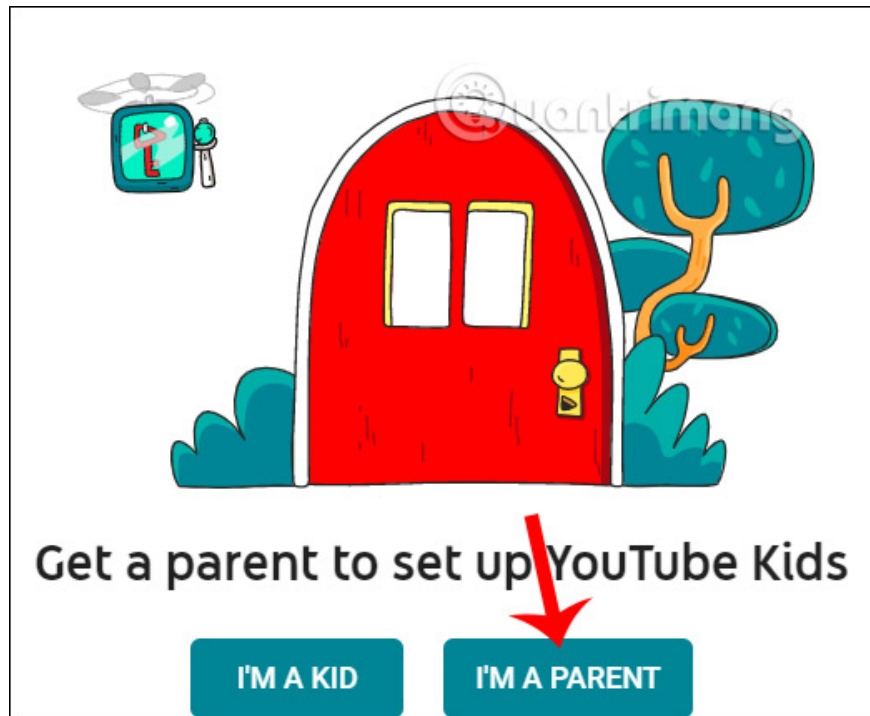 Quantrimang
Get a parent to set up YouTube Kids
I'M A KID
I'M A PARENT